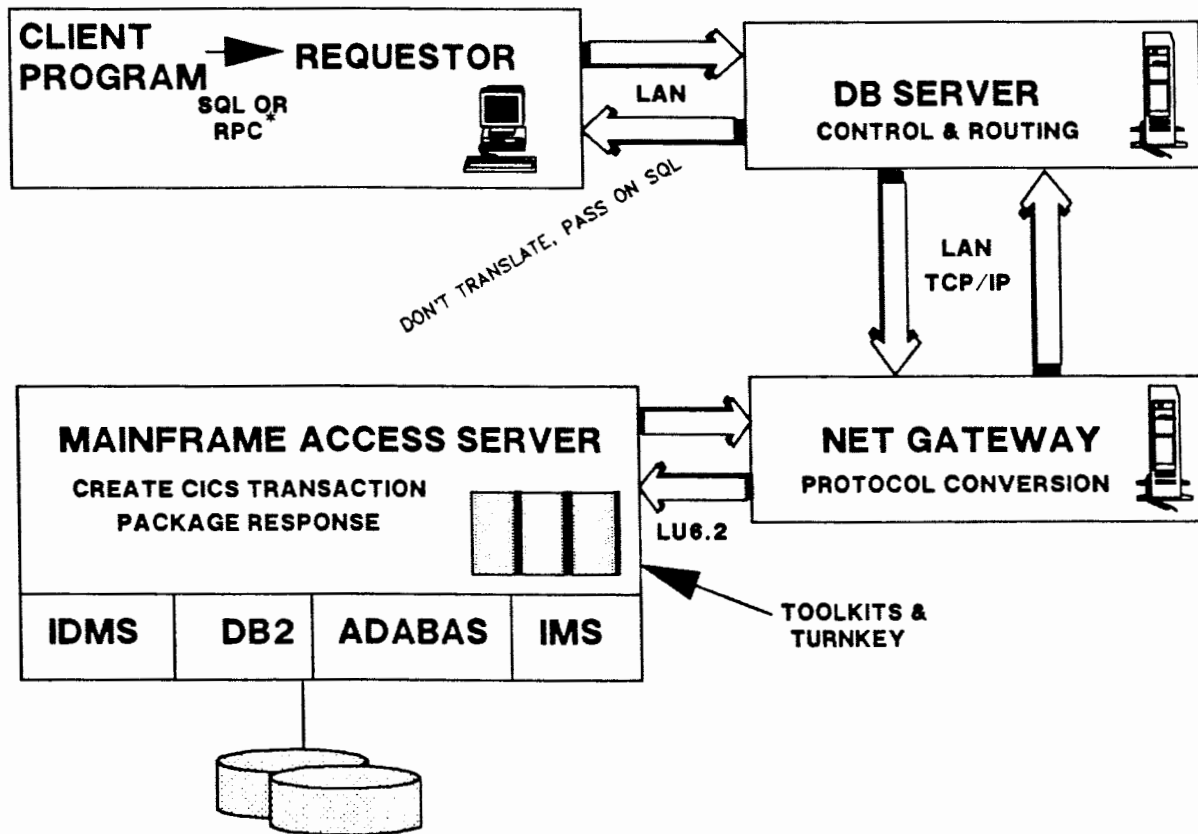 CLIENT
PROGRAM
REQUESTOR
SQL OR
RPC*
LAN
DB SERVER
CONTROL & ROUTING
DON'T TRANSLATE, PASS ON SQL
LAN
TCP/IP
MAINFRAME ACCESS SERVER
CREATE CICS TRANSACTION
PACKAGE RESPONSE
NET GATEWAY
PROTOCOL CONVERSION
LU6.2
IDMS
DB2
ADABAS
IMS
TOOLKITS &
TURNKEY